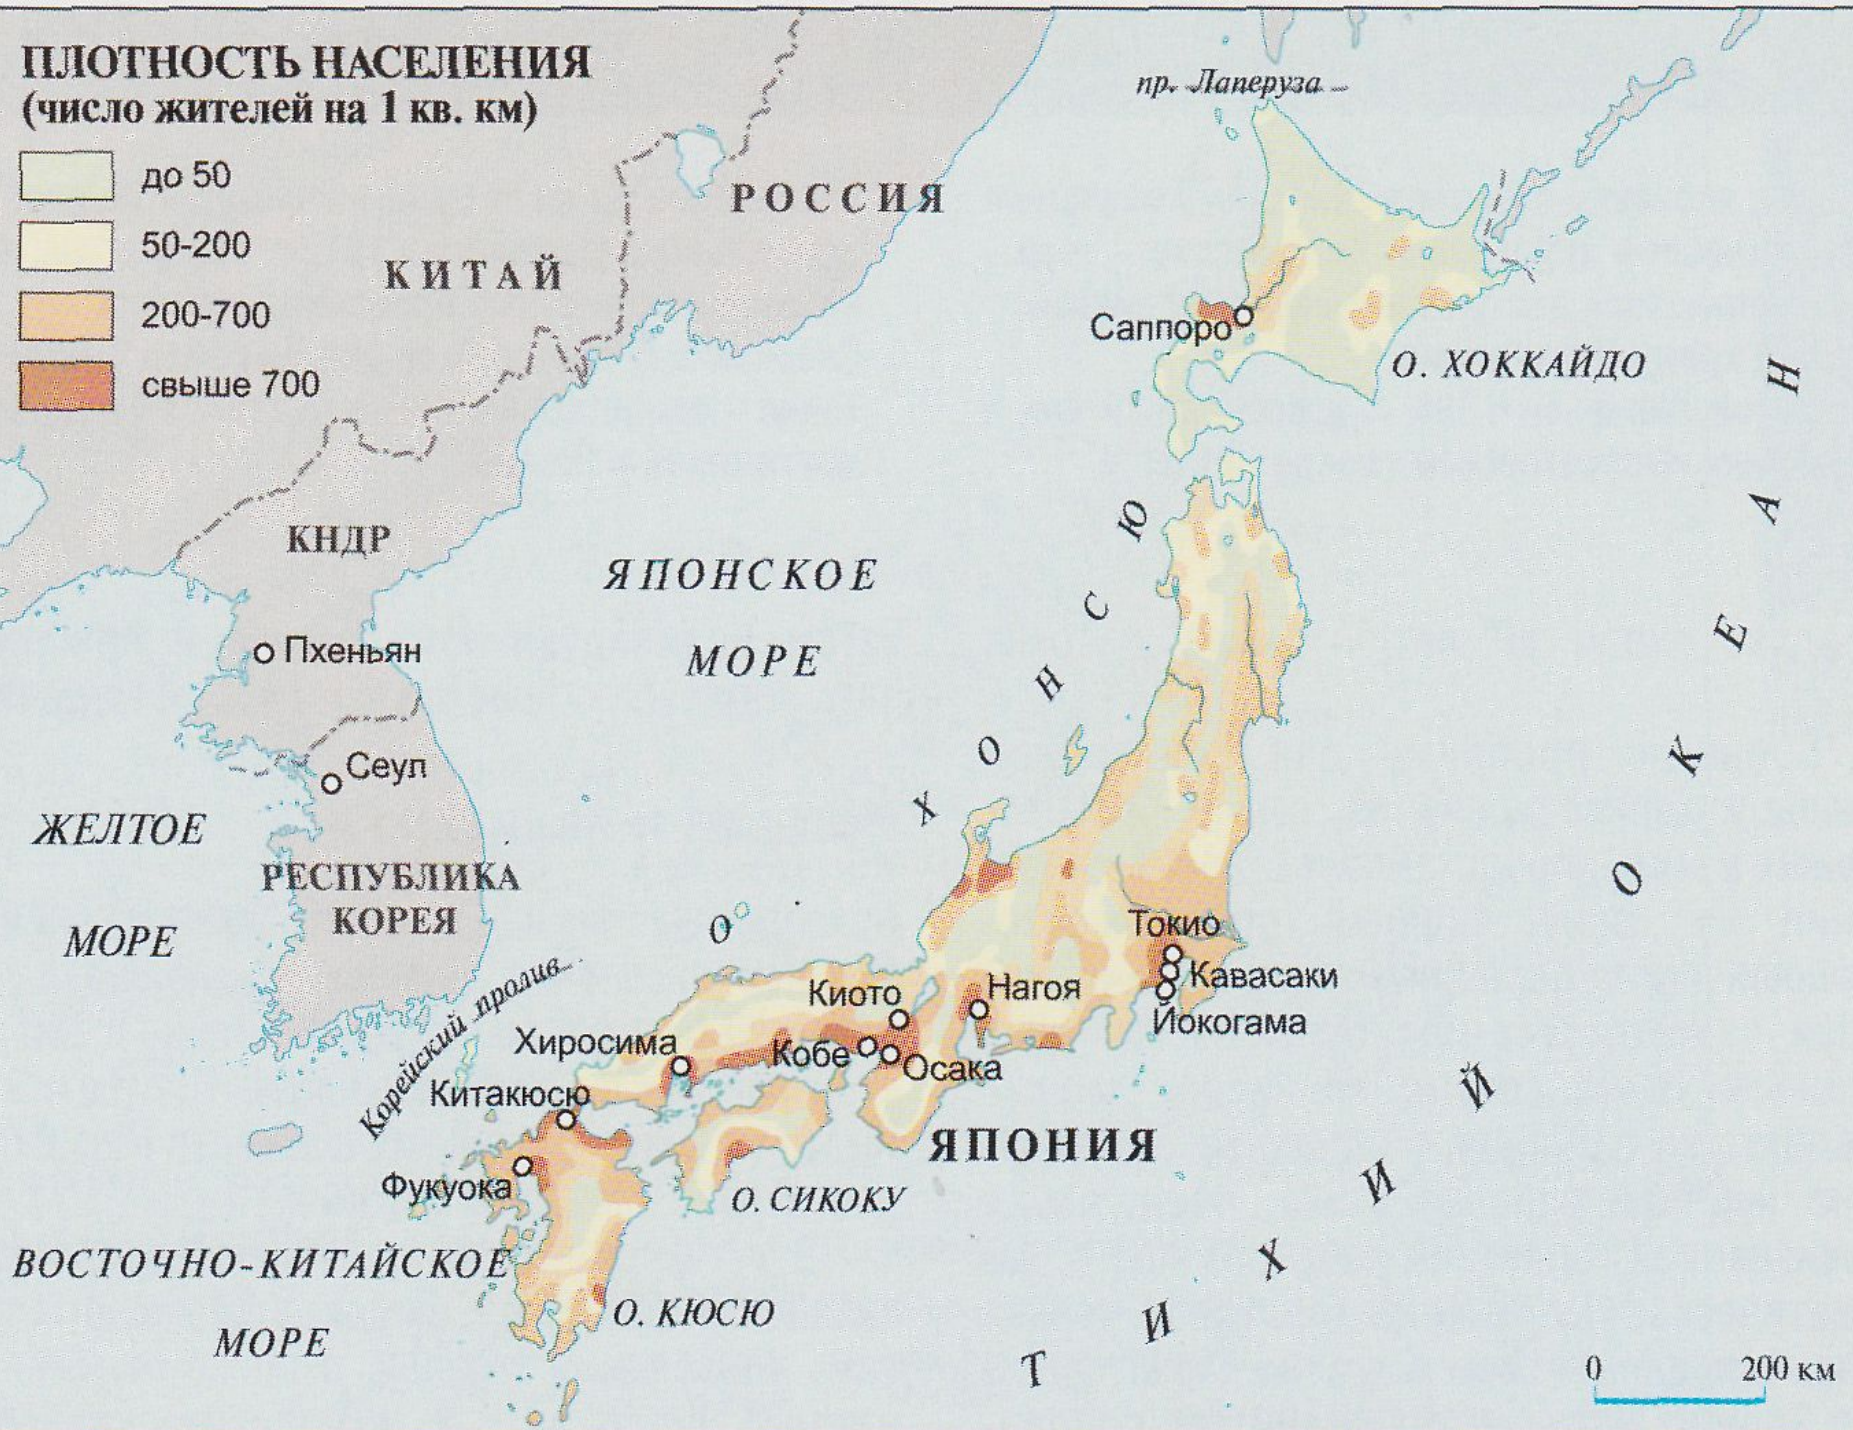 ПЛОТНОСТЬ НАСЕЛЕНИЯ
(число жителей на 1 кв. км)
до 50
50-200
200-700
свыше 700
пр. Лаперуза
РОССИЯ
КИТАЙ
Саппоро
О. ХОККАЙДО
КНДР
ЯПОНСКОЕ
МОРЕ
Пхеньян
Сеул
О. ХОНСЮ
ЖЕЛТОЕ
МОРЕ
РЕСПУБЛИКА
КОРЕЯ
Корейский пролив
Токио
Кавасаки
Йокогама
Нагоя
Киото
Кобе
Осака
Хиросима
Китакюсю
Фукуока
ЯПОНИЯ
О. СИКОКУ
О. КЮСЮ
ВОСТОЧНО-КИТАЙСКОЕ
МОРЕ
ТИХИЙ
ОКЕАН
0 200 км